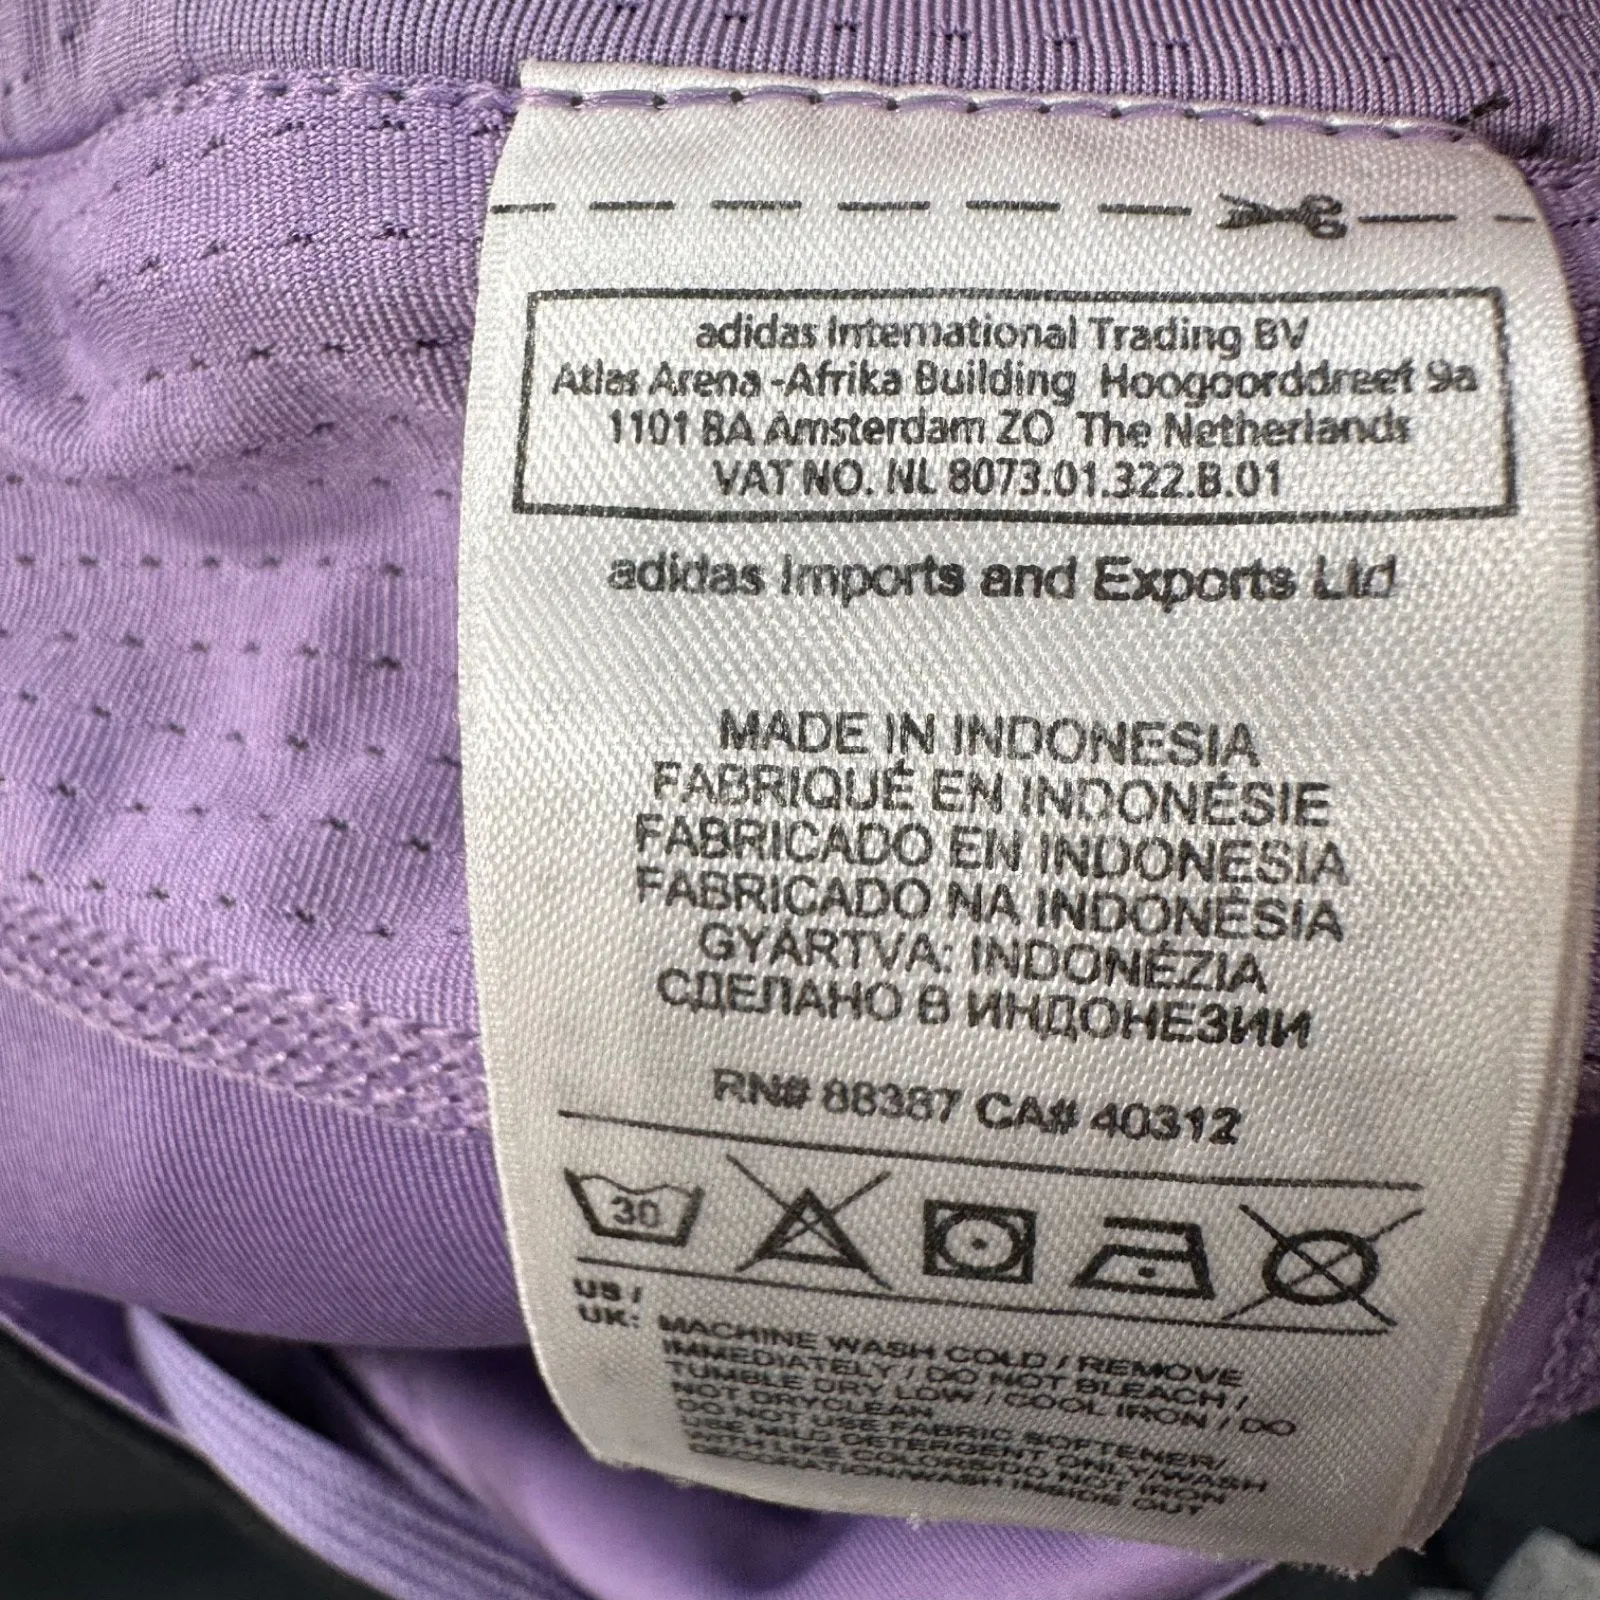 adidas International Trading BV
Atlas Arena -Afrika Building Hoogoorddreef 9a
1101 BA Amsterdam ZO The Netherlands
VAT NO. NL 8073.01.322.B.01
adidas Imports and Exports Ltd
MADE IN INDONESIA
FABRIQUÉ EN INDONÉSIE
FABRICADO EN INDONESIA
FABRICADO NA INDONÉSIA
GYÁRTVA: INDONÉZIA
СДЕЛАНО В ИНДОНЕЗИИ
RN# 88387 CA# 40312
30
US /
UK: MACHINE WASH COLD / REMOVE
IMMEDIATELY / DO NOT BLEACH /
TUMBLE DRY LOW / COOL IRON / DO
NOT DRYCLEAN
DO NOT USE FABRIC SOFTENER/
USE MILD DETERGENT ONLY/WASH
WITH LIKE COLORS/DO NOT IRON
DECORATION/WASH INSIDE OUT